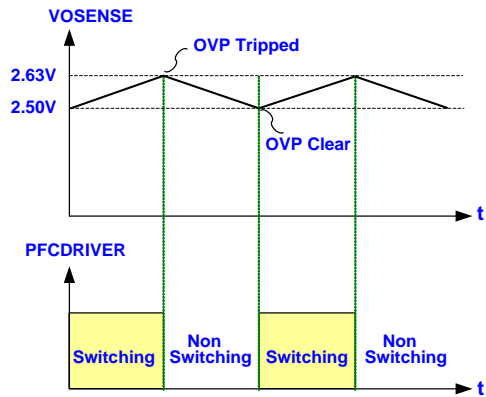 VOSENSE
OVP Tripped
2.63V
2.50V
OVP Clear
t
PFCDRIVER
Switching
Non
Switching
Switching
Non
Switching
t